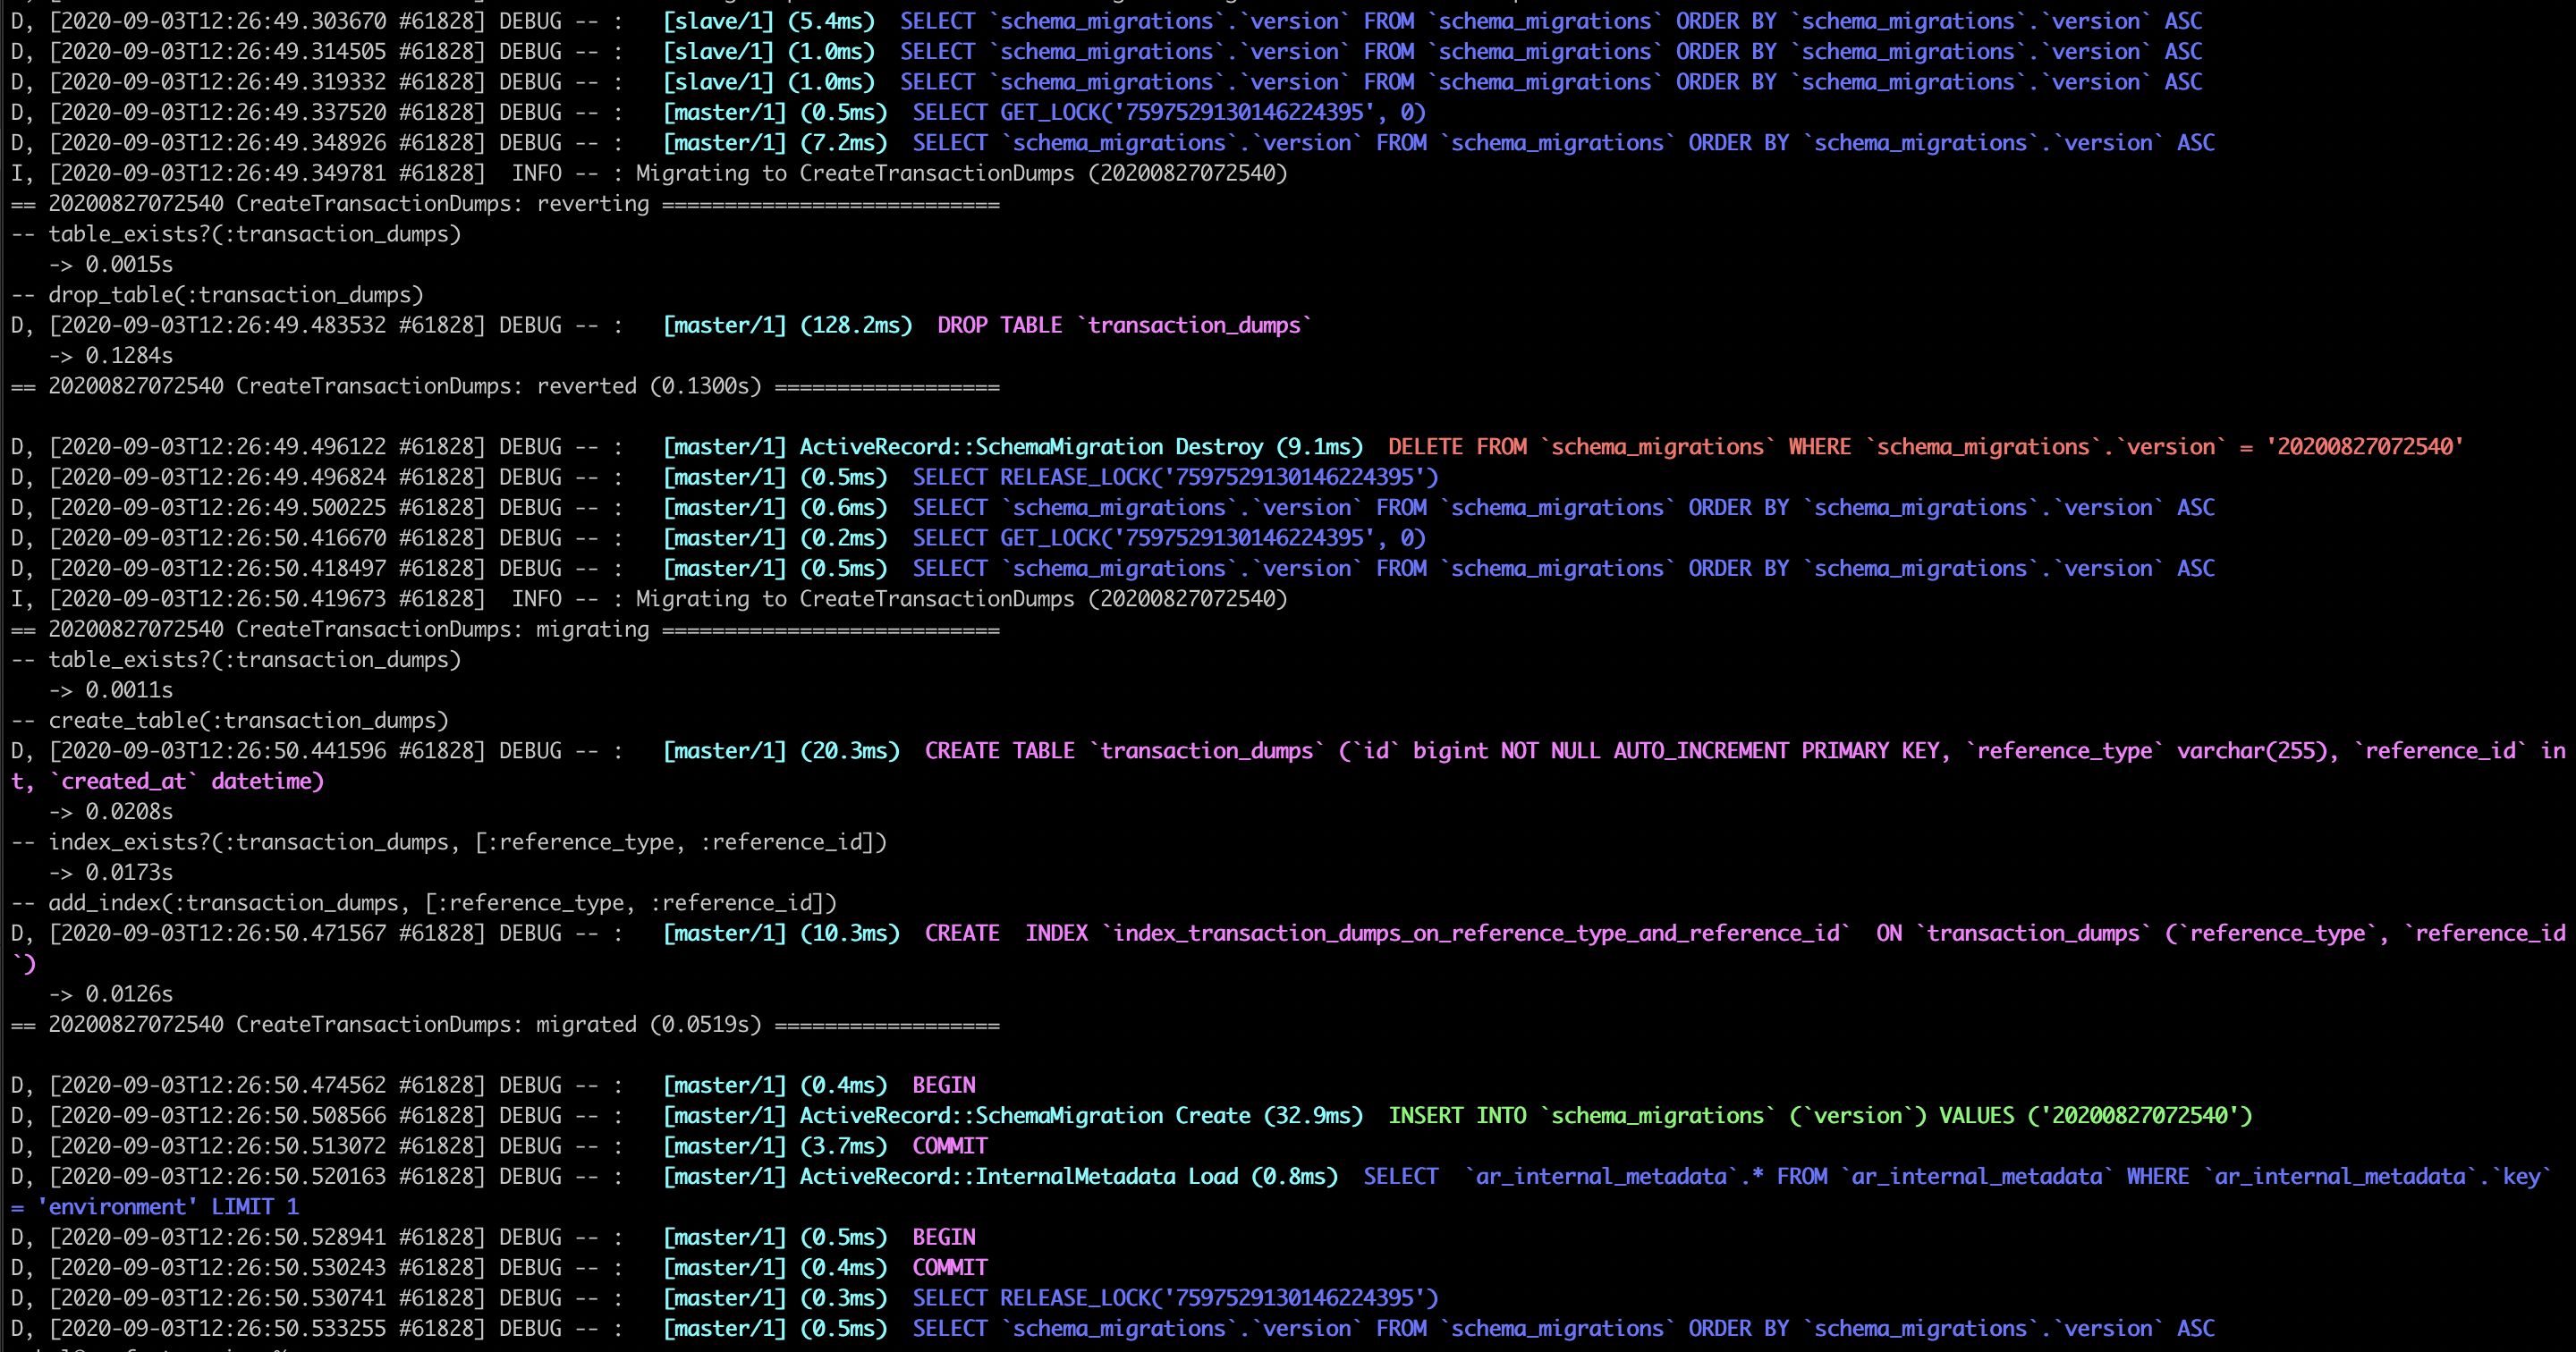 D, [2020-09-03T12:26:49.303670 #61828] DEBUG -- :   [slave/1] (5.4ms)  SELECT `schema_migrations`.`version` FROM `schema_migrations` ORDER BY `schema_migrations`.`version` ASC
D, [2020-09-03T12:26:49.314505 #61828] DEBUG -- :   [slave/1] (1.0ms)  SELECT `schema_migrations`.`version` FROM `schema_migrations` ORDER BY `schema_migrations`.`version` ASC
D, [2020-09-03T12:26:49.319332 #61828] DEBUG -- :   [slave/1] (1.0ms)  SELECT `schema_migrations`.`version` FROM `schema_migrations` ORDER BY `schema_migrations`.`version` ASC
D, [2020-09-03T12:26:49.337520 #61828] DEBUG -- :   [master/1] (0.5ms)  SELECT GET_LOCK('7597529130146224395', 0)
D, [2020-09-03T12:26:49.348926 #61828] DEBUG -- :   [master/1] (7.2ms)  SELECT `schema_migrations`.`version` FROM `schema_migrations` ORDER BY `schema_migrations`.`version` ASC
I, [2020-09-03T12:26:49.349781 #61828]  INFO -- : Migrating to CreateTransactionDumps (20200827072540)
== 20200827072540 CreateTransactionDumps: reverting ===========================
-- table_exists?(:transaction_dumps)
   -> 0.0015s
-- drop_table(:transaction_dumps)
D, [2020-09-03T12:26:49.483532 #61828] DEBUG -- :   [master/1] (128.2ms)  DROP TABLE `transaction_dumps`
   -> 0.1284s
== 20200827072540 CreateTransactionDumps: reverted (0.1300s) ==================
D, [2020-09-03T12:26:49.496122 #61828] DEBUG -- :   [master/1] ActiveRecord::SchemaMigration Destroy (9.1ms)  DELETE FROM `schema_migrations` WHERE `schema_migrations`.`version` = '20200827072540'
D, [2020-09-03T12:26:49.496824 #61828] DEBUG -- :   [master/1] (0.5ms)  SELECT RELEASE_LOCK('7597529130146224395')
D, [2020-09-03T12:26:49.500225 #61828] DEBUG -- :   [master/1] (0.6ms)  SELECT `schema_migrations`.`version` FROM `schema_migrations` ORDER BY `schema_migrations`.`version` ASC
D, [2020-09-03T12:26:50.416670 #61828] DEBUG -- :   [master/1] (0.2ms)  SELECT GET_LOCK('7597529130146224395', 0)
D, [2020-09-03T12:26:50.418497 #61828] DEBUG -- :   [master/1] (0.5ms)  SELECT `schema_migrations`.`version` FROM `schema_migrations` ORDER BY `schema_migrations`.`version` ASC
I, [2020-09-03T12:26:50.419673 #61828]  INFO -- : Migrating to CreateTransactionDumps (20200827072540)
== 20200827072540 CreateTransactionDumps: migrating ===========================
-- table_exists?(:transaction_dumps)
   -> 0.0011s
-- create_table(:transaction_dumps)
D, [2020-09-03T12:26:50.441596 #61828] DEBUG -- :   [master/1] (20.3ms)  CREATE TABLE `transaction_dumps` (`id` bigint NOT NULL AUTO_INCREMENT PRIMARY KEY, `reference_type` varchar(255), `reference_id` in
t, `created_at` datetime)
   -> 0.0208s
-- index_exists?(:transaction_dumps, [:reference_type, :reference_id])
   -> 0.0173s
-- add_index(:transaction_dumps, [:reference_type, :reference_id])
D, [2020-09-03T12:26:50.471567 #61828] DEBUG -- :   [master/1] (10.3ms)  CREATE  INDEX `index_transaction_dumps_on_reference_type_and_reference_id`  ON `transaction_dumps` (`reference_type`, `reference_id
`)
   -> 0.0126s
== 20200827072540 CreateTransactionDumps: migrated (0.0519s) ==================
D, [2020-09-03T12:26:50.474562 #61828] DEBUG -- :   [master/1] (0.4ms)  BEGIN
D, [2020-09-03T12:26:50.508566 #61828] DEBUG -- :   [master/1] ActiveRecord::SchemaMigration Create (32.9ms)  INSERT INTO `schema_migrations` (`version`) VALUES ('20200827072540')
D, [2020-09-03T12:26:50.513072 #61828] DEBUG -- :   [master/1] (3.7ms)  COMMIT
D, [2020-09-03T12:26:50.520163 #61828] DEBUG -- :   [master/1] ActiveRecord::InternalMetadata Load (0.8ms)  SELECT  `ar_internal_metadata`.* FROM `ar_internal_metadata` WHERE `ar_internal_metadata`.`key`
= 'environment' LIMIT 1
D, [2020-09-03T12:26:50.528941 #61828] DEBUG -- :   [master/1] (0.5ms)  BEGIN
D, [2020-09-03T12:26:50.530243 #61828] DEBUG -- :   [master/1] (0.4ms)  COMMIT
D, [2020-09-03T12:26:50.530741 #61828] DEBUG -- :   [master/1] (0.3ms)  SELECT RELEASE_LOCK('7597529130146224395')
D, [2020-09-03T12:26:50.533255 #61828] DEBUG -- :   [master/1] (0.5ms)  SELECT `schema_migrations`.`version` FROM `schema_migrations` ORDER BY `schema_migrations`.`version` ASC